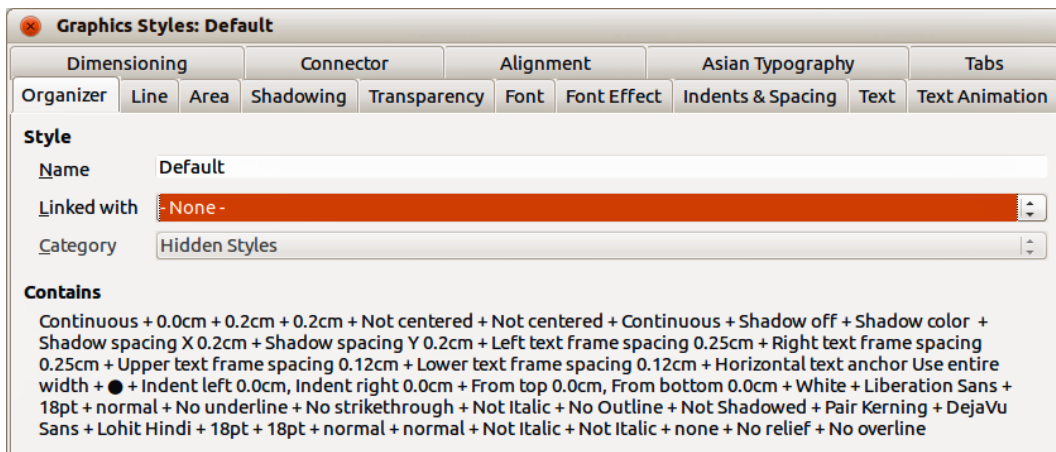 Graphics Styles: Default
Dimensioning Connector Alignment Asian Typography Tabs
Organizer Line Area Shadowing Transparency Font Font Effect Indents & Spacing Text Text Animation
Style
Name Default
Linked with - None -
Category Hidden Styles
Contains
Continuous + 0.0cm + 0.2cm + 0.2cm + Not centered + Not centered + Continuous + Shadow off + Shadow color +
Shadow spacing X 0.2cm + Shadow spacing Y 0.2cm + Left text frame spacing 0.25cm + Right text frame spacing
0.25cm + Upper text frame spacing 0.12cm + Lower text frame spacing 0.12cm + Horizontal text anchor Use entire
width + ● + Indent left 0.0cm, Indent right 0.0cm + From top 0.0cm, From bottom 0.0cm + White + Liberation Sans +
18pt + normal + No underline + No strikethrough + Not Italic + No Outline + Not Shadowed + Pair Kerning + DejaVu
Sans + Lohit Hindi + 18pt + 18pt + normal + normal + Not Italic + Not Italic + none + No relief + No overline